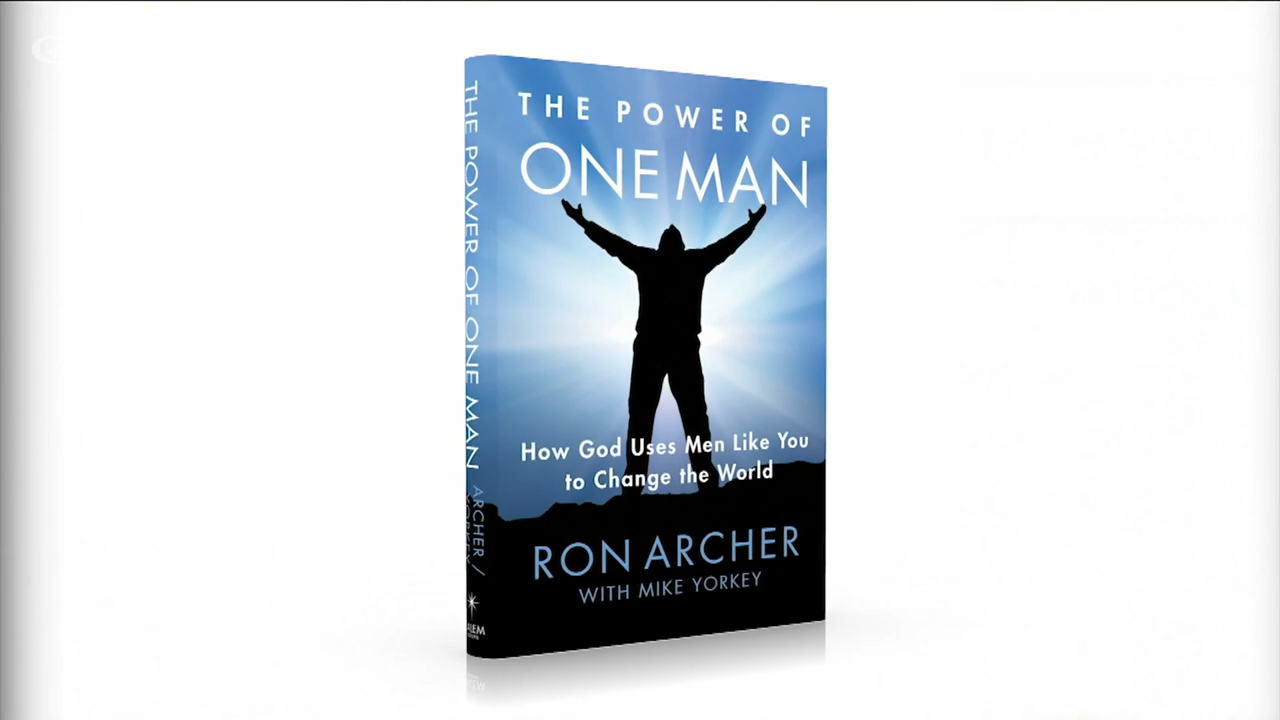 THE POWER OF
ONE MAN
How God Uses Men Like You
to Change the World
RON ARCHER
WITH MIKE YORKEY
THE POWER OF ONE MAN
ARCHER /
YORKEY